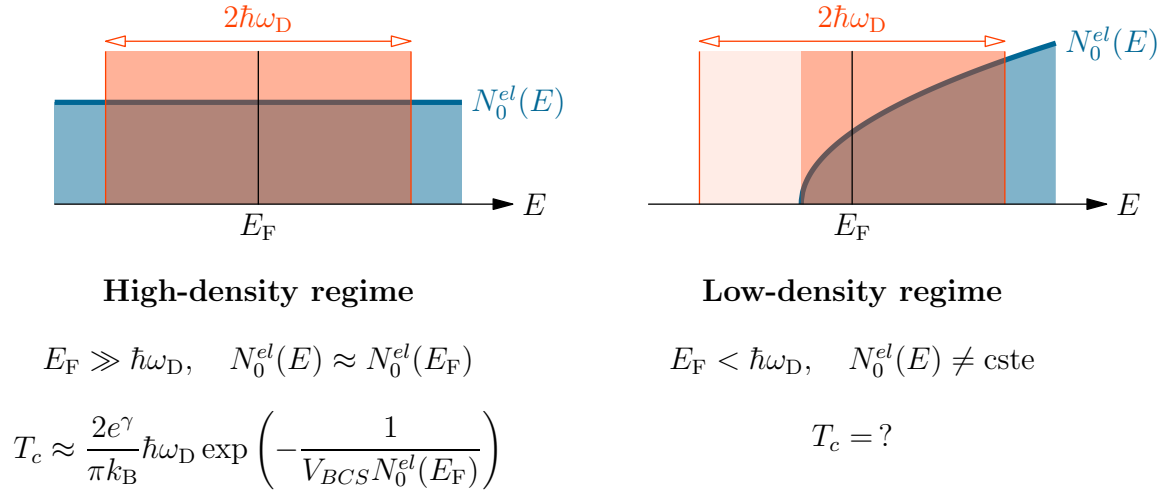 2ħω_D
N_0^{el}(E)
E
E_F
High-density regime
E_F ≫ ħω_D,    N_0^{el}(E) ≈ N_0^{el}(E_F)
T_c ≈ \frac{2e^γ}{πk_B} ħω_D exp(−\frac{1}{V_{BCS} N_0^{el}(E_F)})
2ħω_D
N_0^{el}(E)
E
E_F
Low-density regime
E_F < ħω_D,    N_0^{el}(E) ≠ cste
T_c = ?